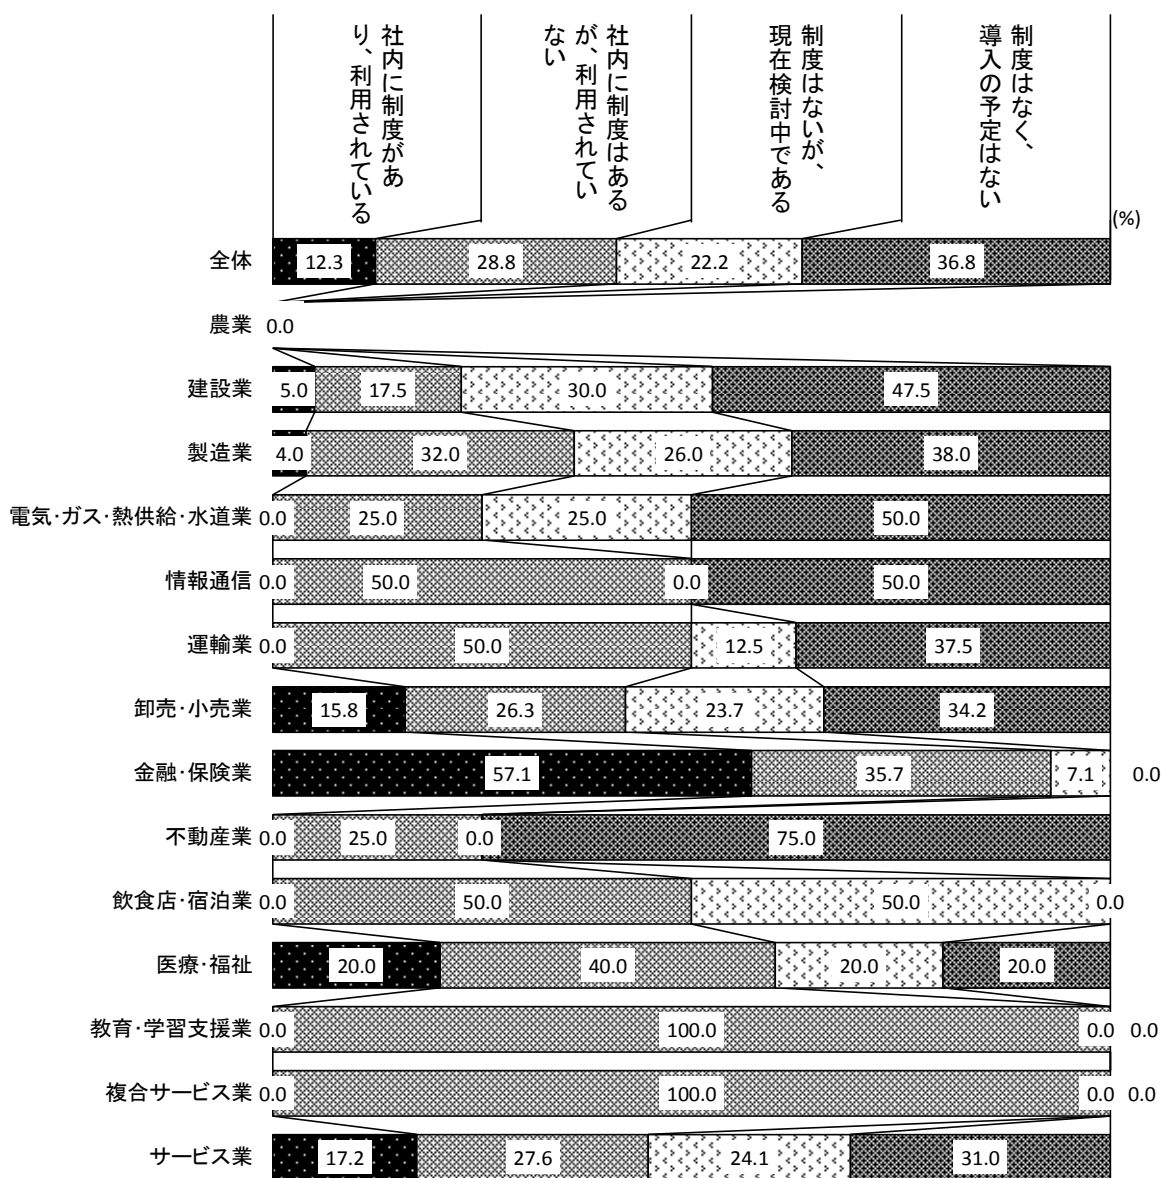 社内に制度があ
り、利用されている
社内に制度はある
が、利用されてい
ない
制度はないが、
現在検討中である
制度はなく、
導入の予定はない
(%)
全体 12.3 28.8 22.2 36.8
農業 0.0
建設業 5.0 17.5 30.0 47.5
製造業 4.0 32.0 26.0 38.0
電気・ガス・熱供給・水道業 0.0 25.0 25.0 50.0
情報通信 0.0 50.0 0.0 50.0
運輸業 0.0 50.0 12.5 37.5
卸売・小売業 15.8 26.3 23.7 34.2
金融・保険業 57.1 35.7 7.1 0.0
不動産業 0.0 25.0 0.0 75.0
飲食店・宿泊業 0.0 50.0 50.0 0.0
医療・福祉 20.0 40.0 20.0 20.0
教育・学習支援業 0.0 100.0 0.0 0.0
複合サービス業 0.0 100.0 0.0 0.0
サービス業 17.2 27.6 24.1 31.0